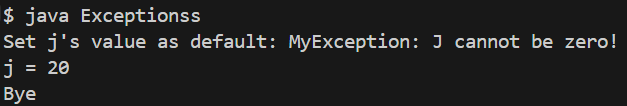 $ java Exceptionss
Set j's value as default: MyException: J cannot be zero!
j = 20
Bye